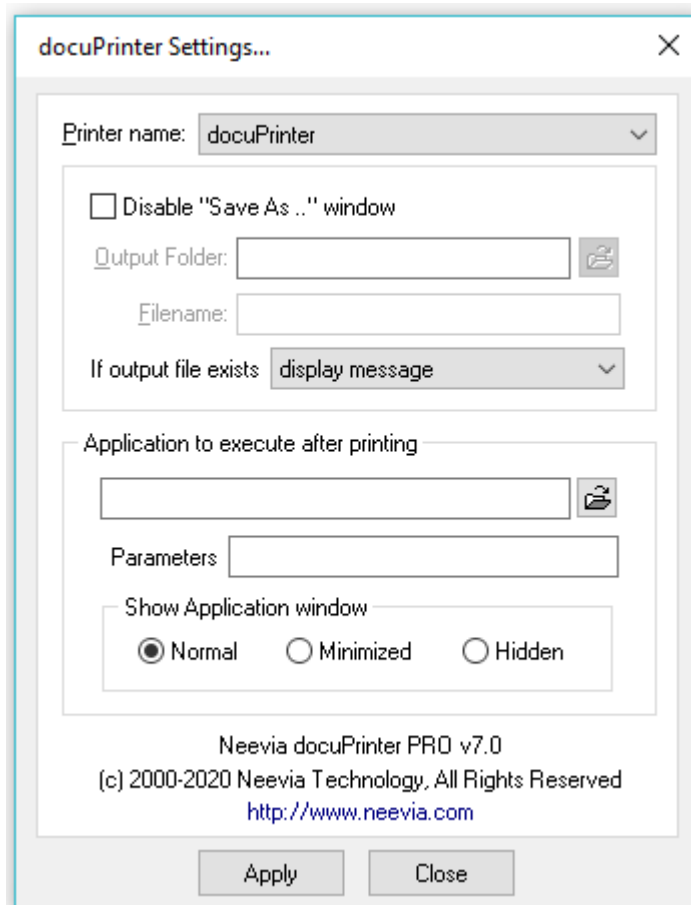 docuPrinter Settings...
Printer name: docuPrinter
Disable "Save As .." window
Output Folder:
Filename:
If output file exists display message
Application to execute after printing
Parameters
Show Application window
Normal Minimized Hidden
Neevia docuPrinter PRO v7.0
(c) 2000-2020 Neevia Technology, All Rights Reserved
http://www.neevia.com
Apply Close